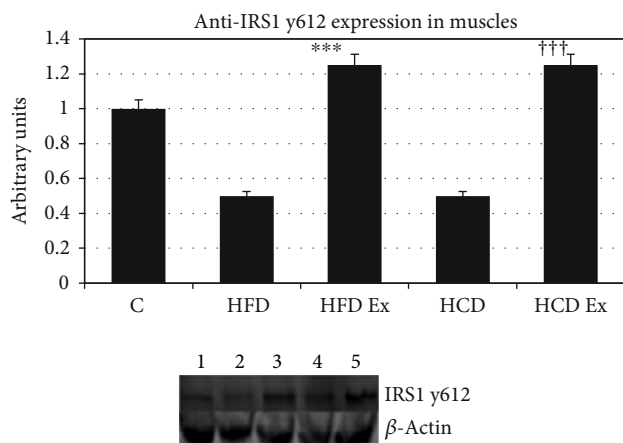 Anti-IRS1 y612 expression in muscles
Arbitrary units
1.4
1.2
1
0.8
0.6
0.4
0.2
0
***
†††
C HFD HFD Ex HCD HCD Ex
1 2 3 4 5
IRS1 y612
β-Actin